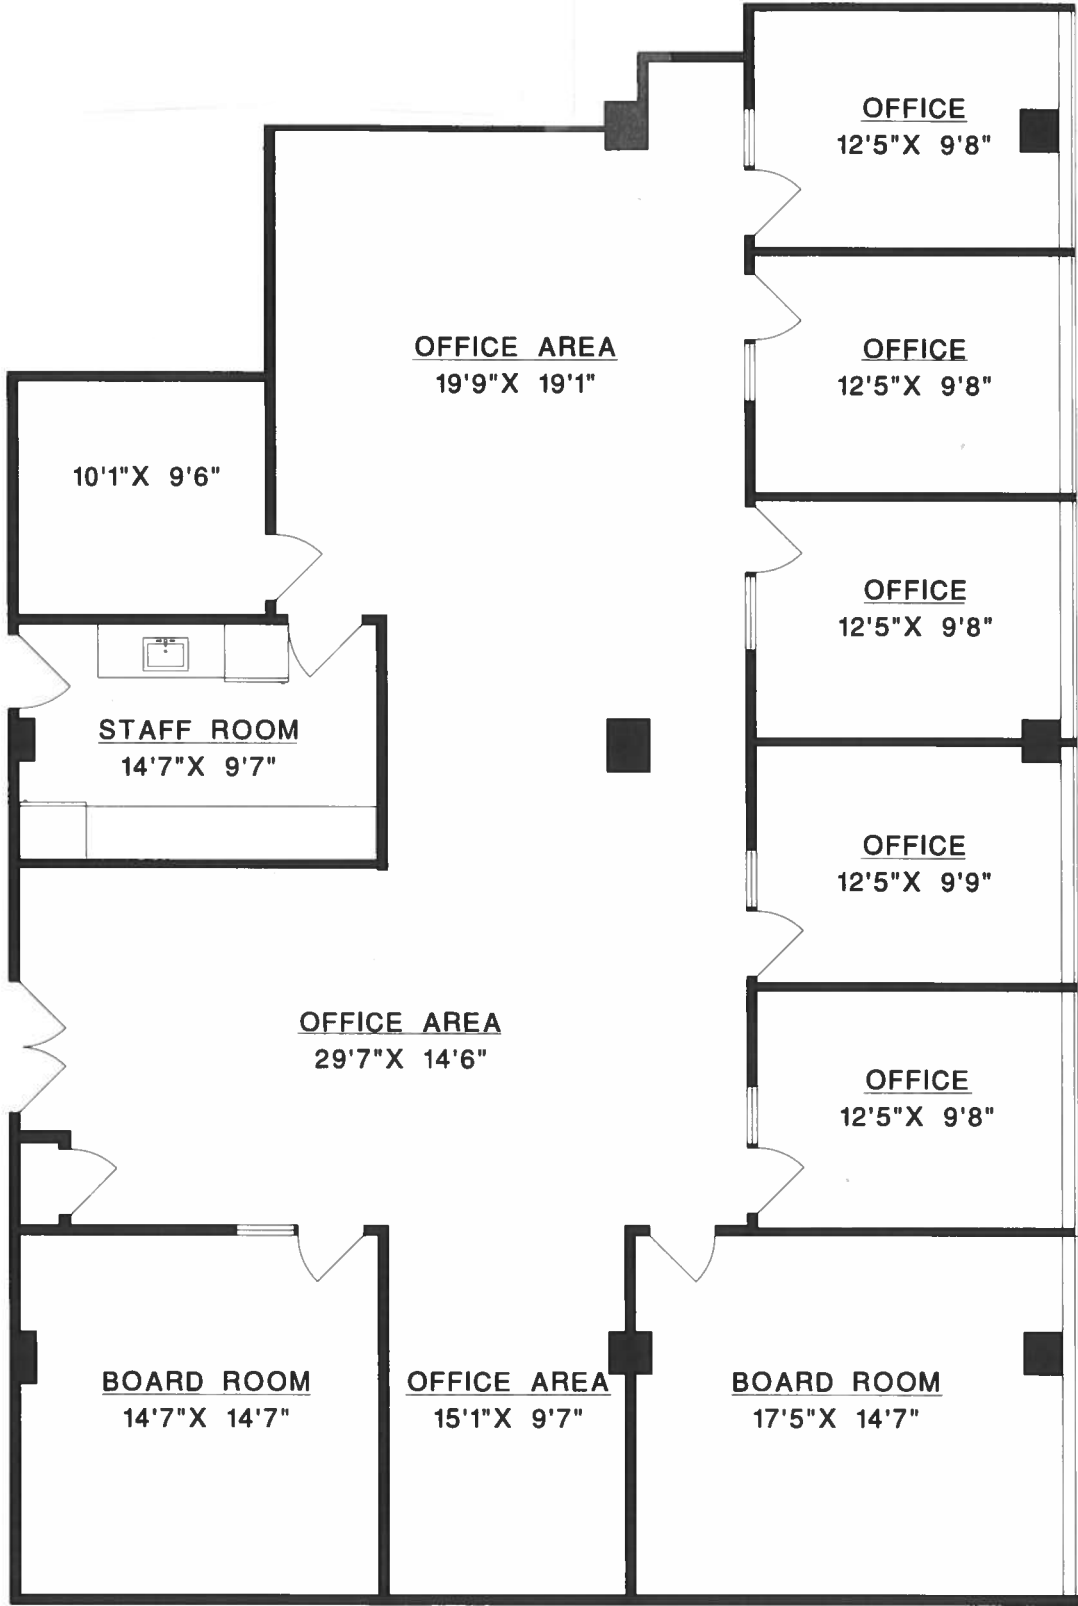 OFFICE
12'5"X 9'8"
OFFICE AREA
19'9"X 19'1"
OFFICE
12'5"X 9'8"
10'1"X 9'6"
OFFICE
12'5"X 9'8"
STAFF ROOM
14'7"X 9'7"
OFFICE
12'5"X 9'9"
OFFICE AREA
29'7"X 14'6"
OFFICE
12'5"X 9'8"
BOARD ROOM
14'7"X 14'7"
OFFICE AREA
15'1"X 9'7"
BOARD ROOM
17'5"X 14'7"